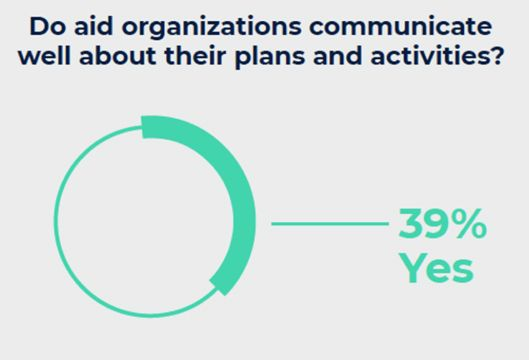 Do aid organizations communicate
well about their plans and activities?
39%
Yes